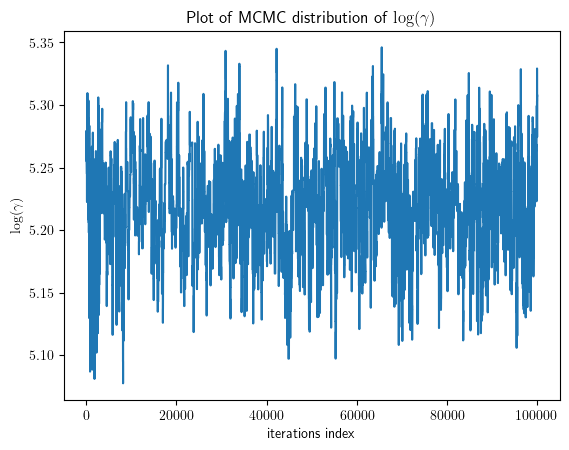 Plot of MCMC distribution of log(γ)
5.35
5.30
5.25
5.20
5.15
5.10
log(γ)
0 20000 40000 60000 80000 100000
iterations index